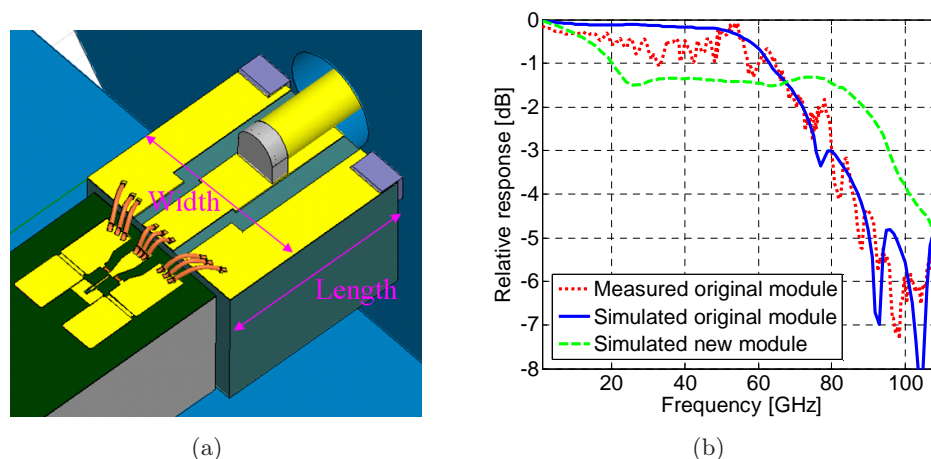 Width
Length
(a)
Relative response [dB]
0
-1
-2
-3
-4
-5
-6
-7
-8
Measured original module
Simulated original module
Simulated new module
20 40 60 80 100
Frequency [GHz]
(b)